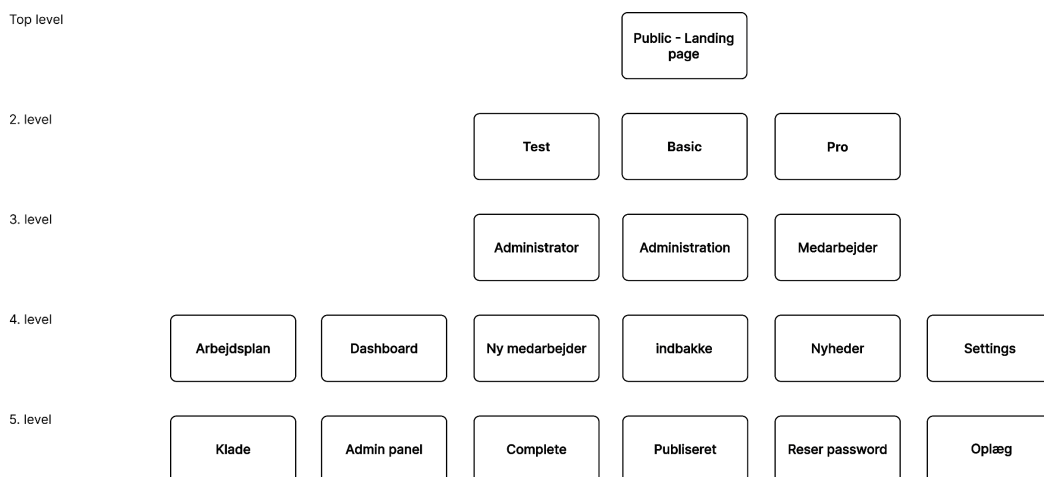 Top level
Public - Landing
page
2. level
Test
Basic
Pro
3. level
Administrator
Administration
Medarbejder
4. level
Arbejdsplan
Dashboard
Ny medarbejder
indbakke
Nyheder
Settings
5. level
Klade
Admin panel
Complete
Publiseret
Reser password
Oplæg